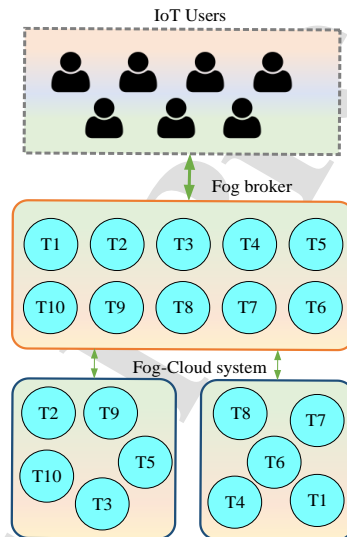 IoT Users
Fog broker
T1 T2 T3 T4 T5
T10 T9 T8 T7 T6
Fog-Cloud system
T2 T9
T5
T10
T3
T8 T7
T6
T4 T1